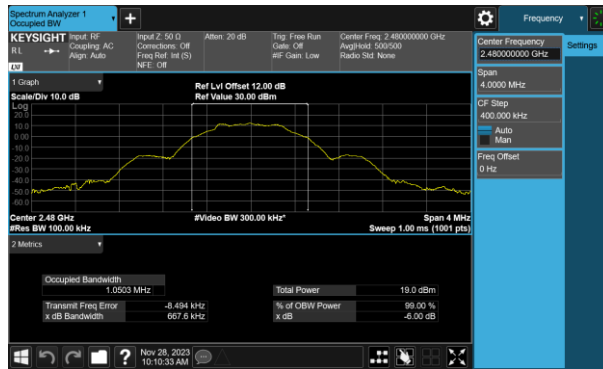 Spectrum Analyzer 1
Occupied BW
Frequency
KEYSIGHT
RL
Input: RF
Coupling: AC
Align: Auto
Input Z: 50 Ω
Corrections: Off
Freq Ref: Int (S)
NFE: Off
Atten: 20 dB
Trig: Free Run
Gate: Off
#IF Gain: Low
Center Freq: 2.480000000 GHz
Avg|Hold: 500/500
Radio Std: None
LNI
Center Frequency
2.480000000 GHz
Settings
Span
4.0000 MHz
CF Step
400.000 kHz
Auto
Man
Freq Offset
0 Hz
1 Graph
Scale/Div 10.0 dB
Ref Lvl Offset 12.00 dB
Ref Value 30.00 dBm
Log
20.0
10.0
0.00
-10.0
-20.0
-30.0
-40.0
-50.0
-60.0
Center 2.48 GHz
#Res BW 100.00 kHz
#Video BW 300.00 kHz*
Span 4 MHz
Sweep 1.00 ms (1001 pts)
2 Metrics
Occupied Bandwidth
1.0503 MHz
Total Power 19.0 dBm
Transmit Freq Error -8.494 kHz
% of OBW Power 99.00 %
x dB Bandwidth 667.6 kHz
x dB -6.00 dB
?
Nov 28, 2023
10:10:33 AM